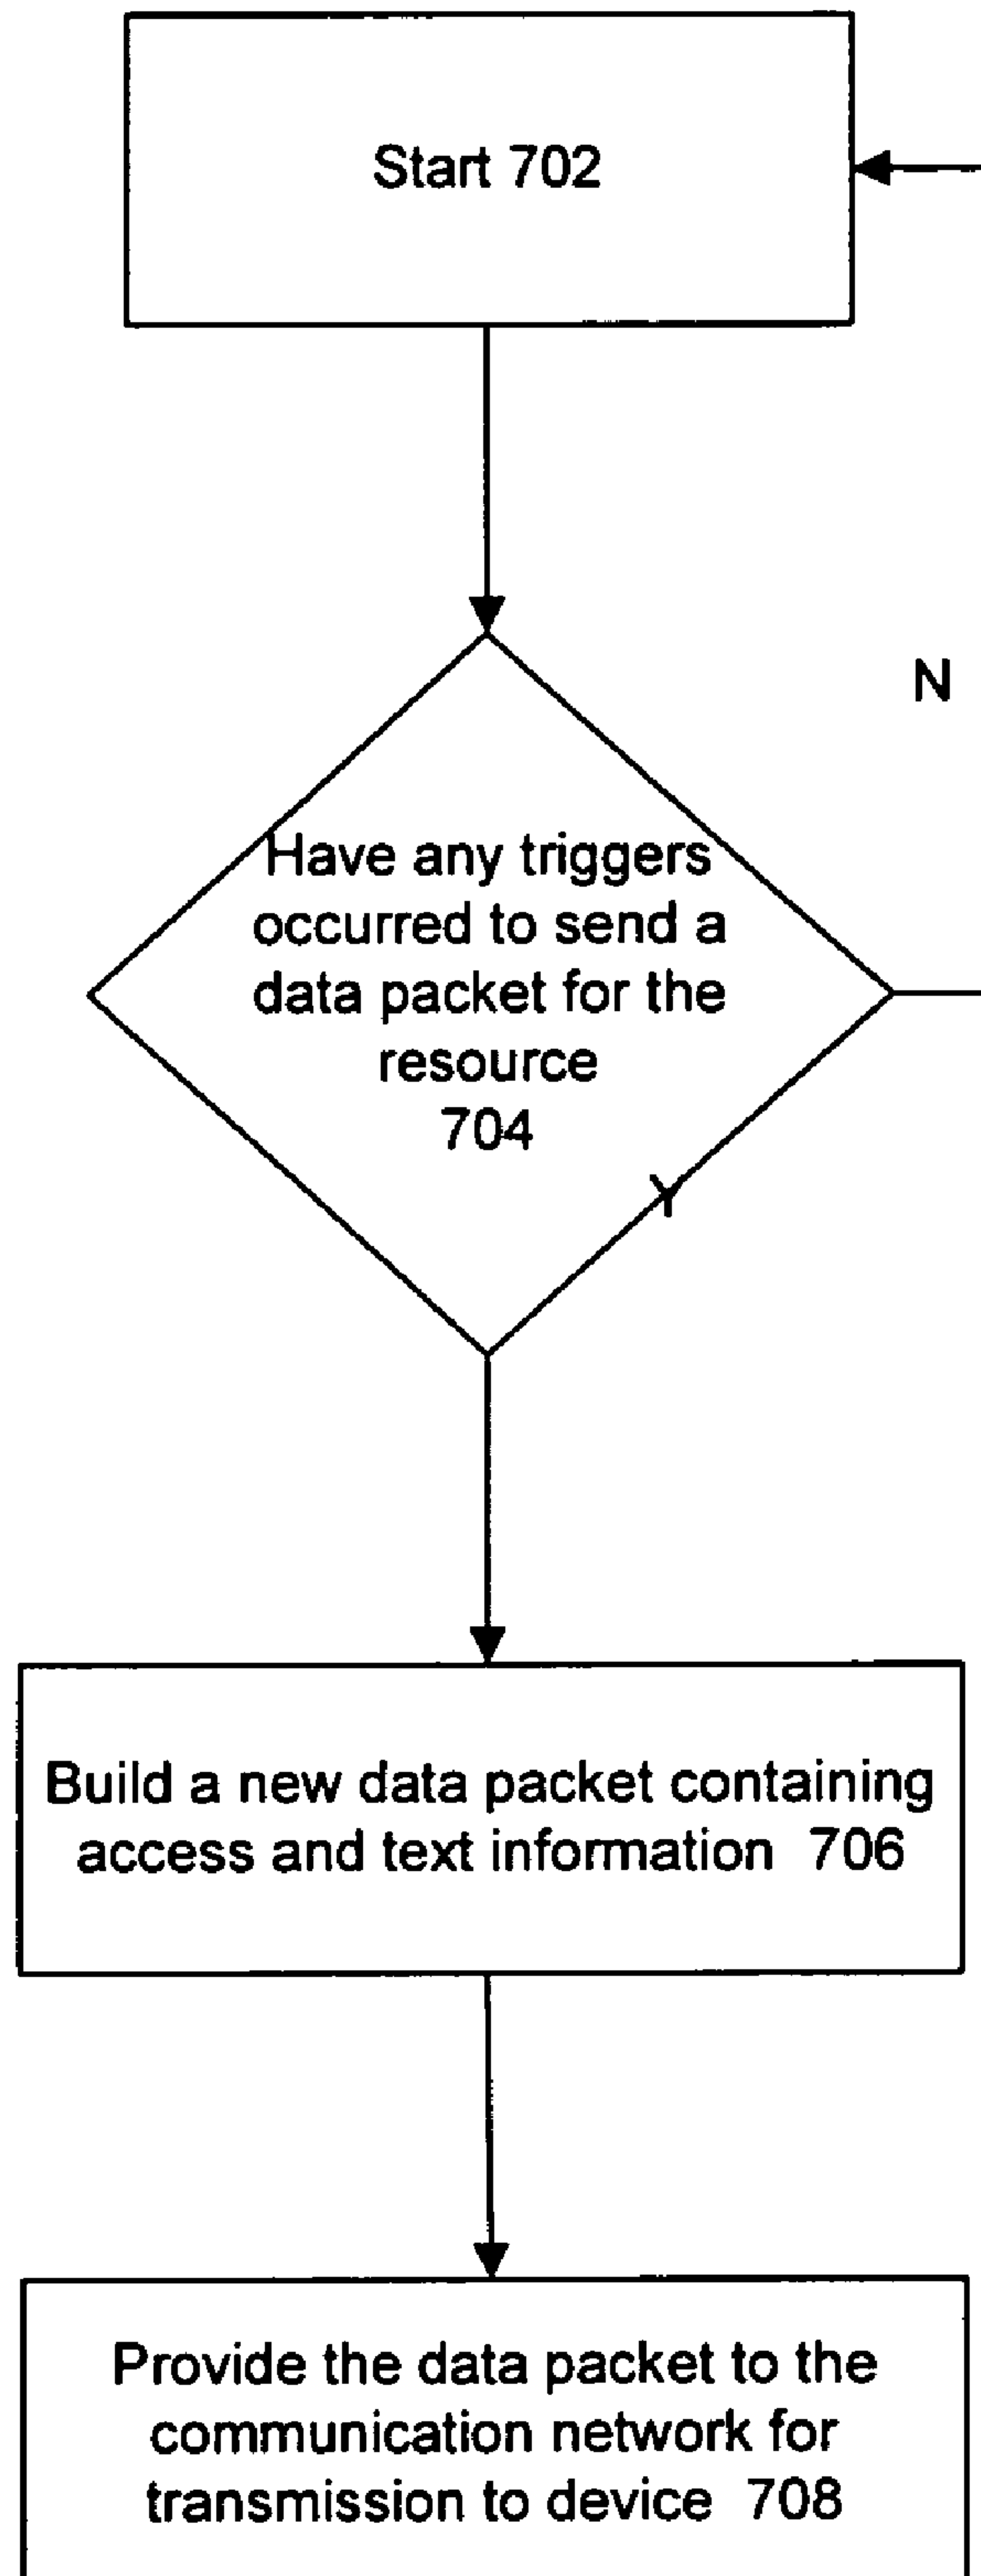 Start 702
N
Have any triggers
occurred to send a
data packet for the
resource
704
Y
Build a new data packet containing
access and text information 706
Provide the data packet to the
communication network for
transmission to device 708